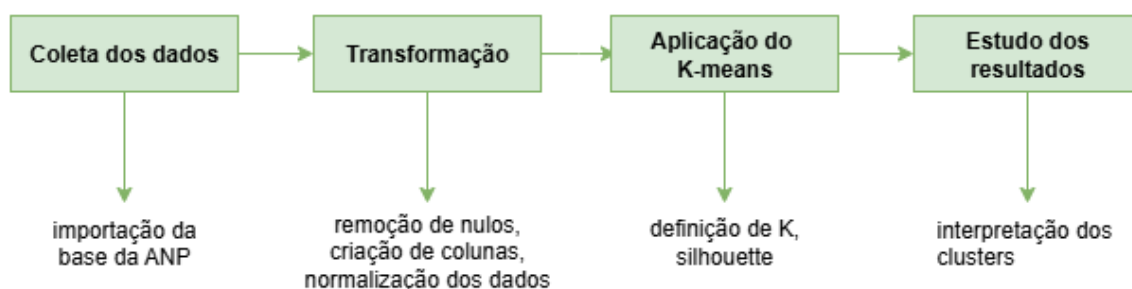 Coleta dos dados
Transformação
Aplicação do
K-means
Estudo dos
resultados
importação da
base da ANP
remoção de nulos,
criação de colunas,
normalização dos dados
definição de K,
silhouette
interpretação dos
clusters